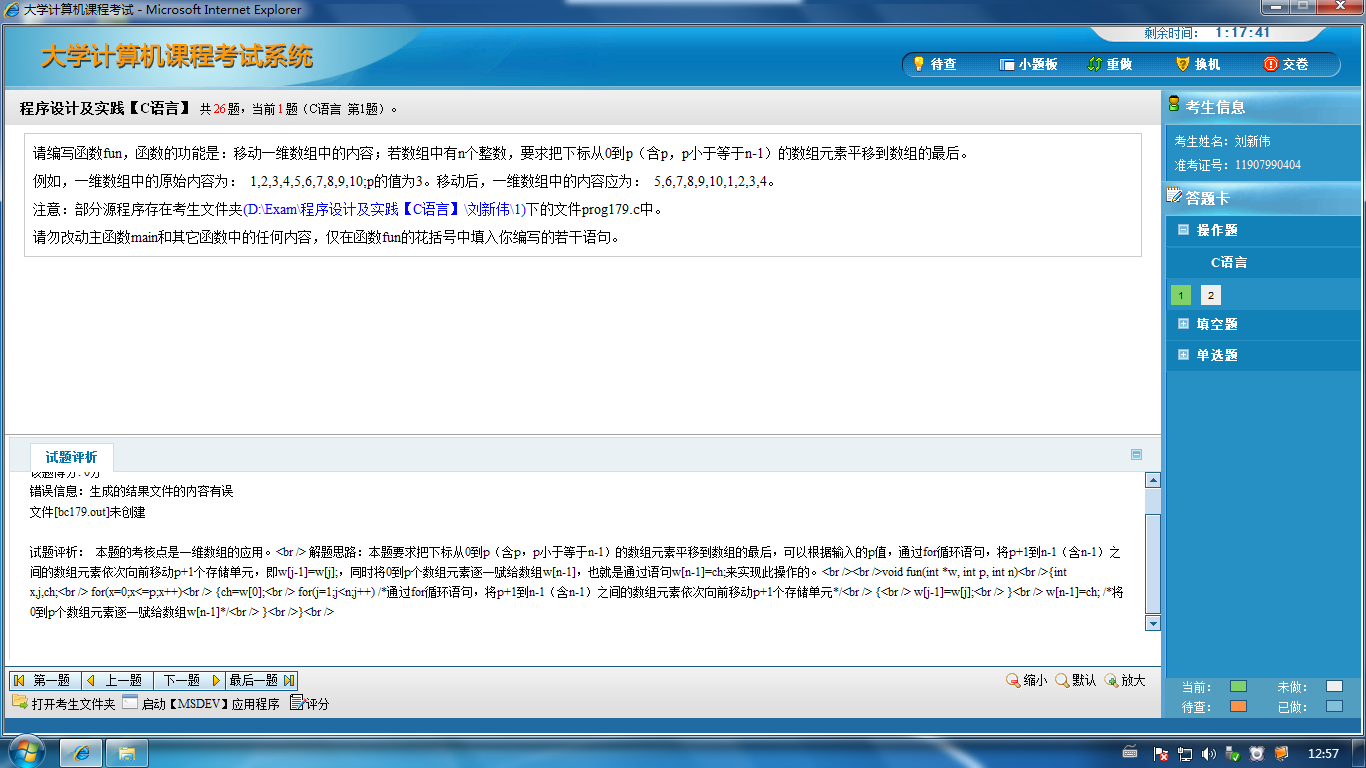 大学计算机课程考试 - Microsoft Internet Explorer
大学计算机课程考试系统
剩余时间： 1:17:41
待查 小题板 重做 换机 交卷
程序设计及实践【C语言】 共26题，当前1题（C语言 第1题）。
请编写函数fun，函数的功能是：移动一维数组中的内容；若数组中有n个整数，要求把下标从0到p（含p，p小于等于n-1）的数组元素平移到数组的最后。
例如，一维数组中的原始内容为： 1,2,3,4,5,6,7,8,9,10;p的值为3。移动后，一维数组中的内容应为： 5,6,7,8,9,10,1,2,3,4。
注意：部分源程序存在考生文件夹(D:\Exam\程序设计及实践【C语言】\刘新伟\1)下的文件prog179.c中。
请勿改动主函数main和其它函数中的任何内容，仅在函数fun的花括号中填入你编写的若干语句。
考生信息
考生姓名：刘新伟
准考证号：11907990404
答题卡
操作题
C语言
1 2
填空题
单选题
试题评析
该题得分：0分
错误信息：生成的结果文件的内容有误
文件[bc179.out]未创建
试题评析： 本题的考核点是一维数组的应用。<br /> 解题思路：本题要求把下标从0到p（含p，p小于等于n-1）的数组元素平移到数组的最后，可以根据输入的p值，通过for循环语句，将p+1到n-1（含n-1）之
间的数组元素依次向前移动p+1个存储单元，即w[j-1]=w[j];，同时将0到p个数组元素逐一赋给数组w[n-1]，也就是通过语句w[n-1]=ch;来实现此操作的。<br /><br />void fun(int *w, int p, int n)<br />{int
x,j,ch;<br /> for(x=0;x<=p;x++)<br /> {ch=w[0];<br /> for(j=1;j<n;j++) /*通过for循环语句，将p+1到n-1（含n-1）之间的数组元素依次向前移动p+1个存储单元*/<br /> {<br /> w[j-1]=w[j];<br /> }<br /> w[n-1]=ch; /*将
0到p个数组元素逐一赋给数组w[n-1]*/<br /> }<br />}<br />
第一题 上一题 下一题 最后一题
缩小 默认 放大
打开考生文件夹 启动【MSDEV】应用程序 评分
当前： 未做：
待查： 已做：
12:57